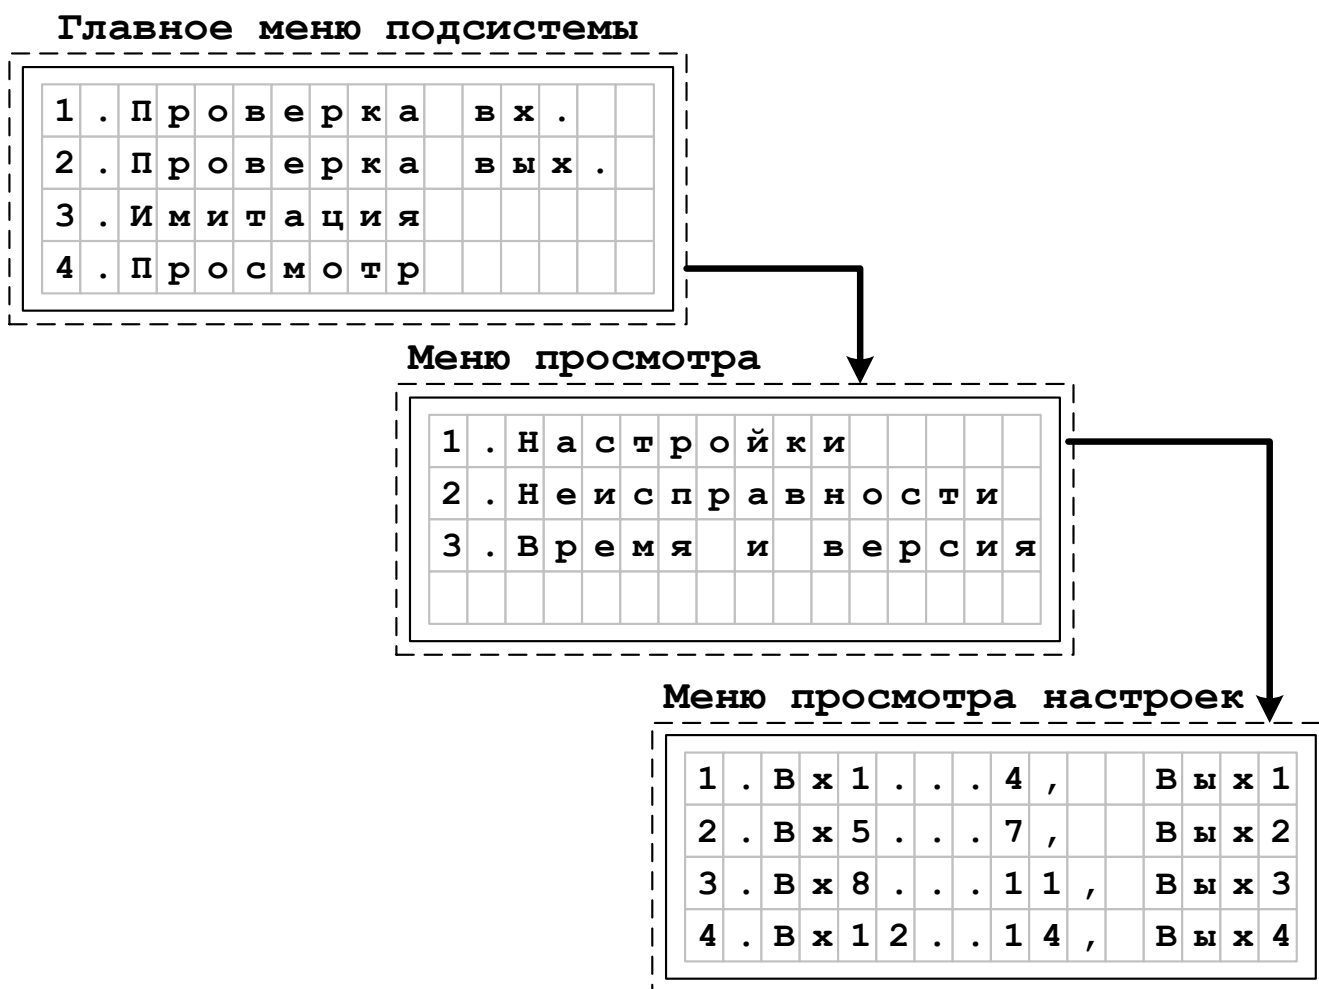 Главное меню подсистемы
1.Проверка вх.
2.Проверка вых.
3.Имитация
4.Просмотр
Меню просмотра
1.Настройки
2.Неисправности
3.Время и версия
Меню просмотра настроек
1.Вх1...4,  Вых1
2.Вх5...7,  Вых2
3.Вх8...11, Вых3
4.Вх12..14, Вых4